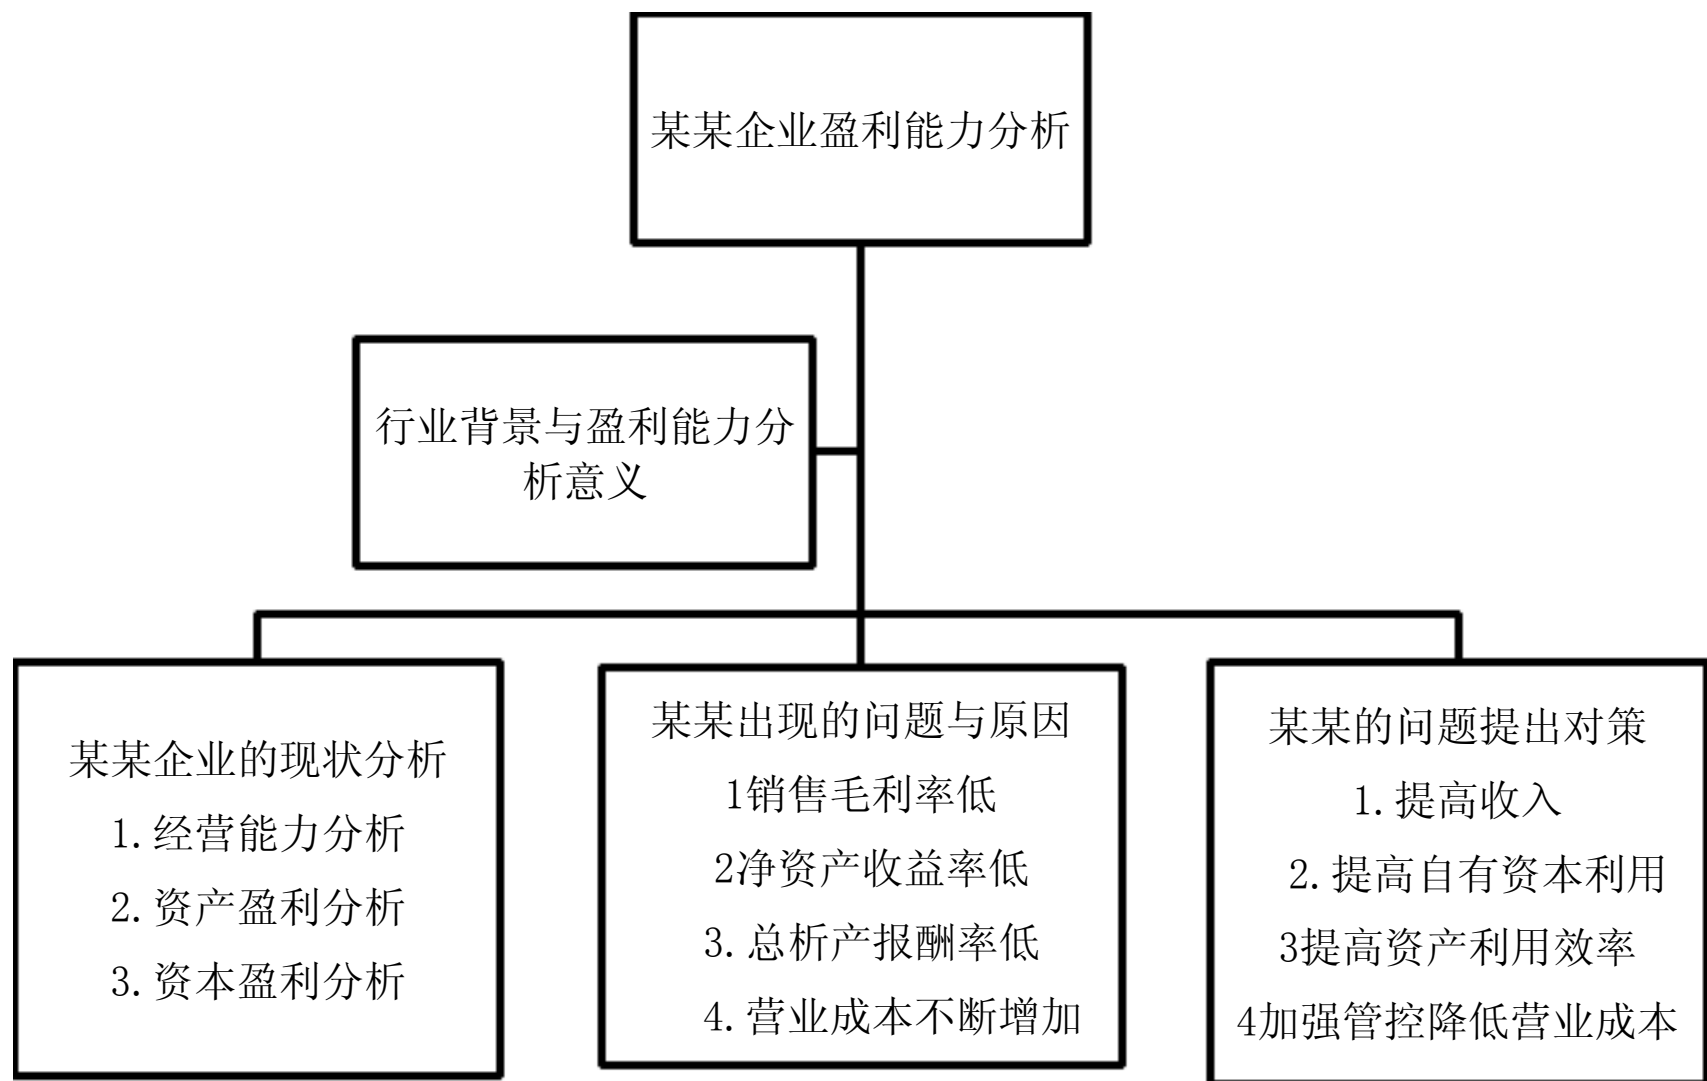 某某企业盈利能力分析
行业背景与盈利能力分
析意义
某某企业的现状分析
1.经营能力分析
2.资产盈利分析
3.资本盈利分析
某某出现的问题与原因
1销售毛利率低
2净资产收益率低
3.总析产报酬率低
4.营业成本不断增加
某某的问题提出对策
1.提高收入
2.提高自有资本利用
3提高资产利用效率
4加强管控降低营业成本